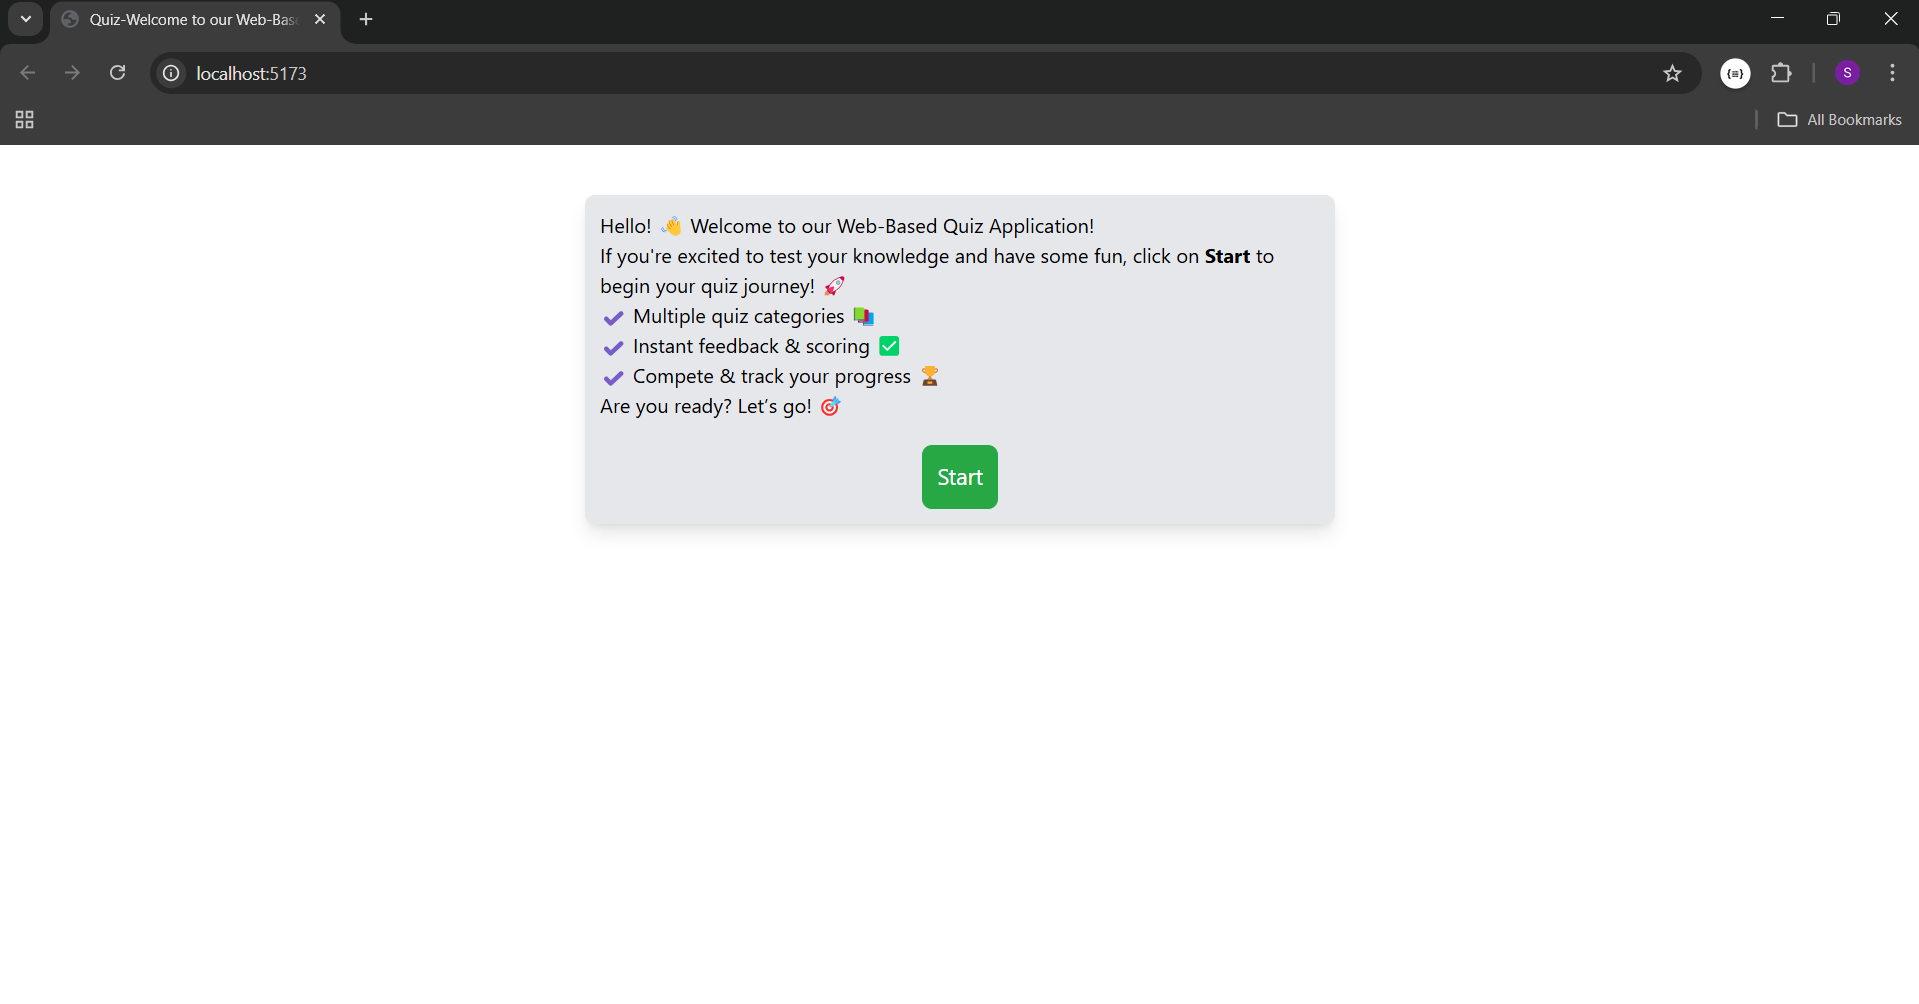 Quiz-Welcome to our Web-Bas
localhost:5173
S
All Bookmarks
Hello! 👋 Welcome to our Web-Based Quiz Application!
If you're excited to test your knowledge and have some fun, click on Start to
begin your quiz journey! 🚀
✔ Multiple quiz categories 📚
✔ Instant feedback & scoring ✅
✔ Compete & track your progress 🏆
Are you ready? Let’s go! 🎯
Start